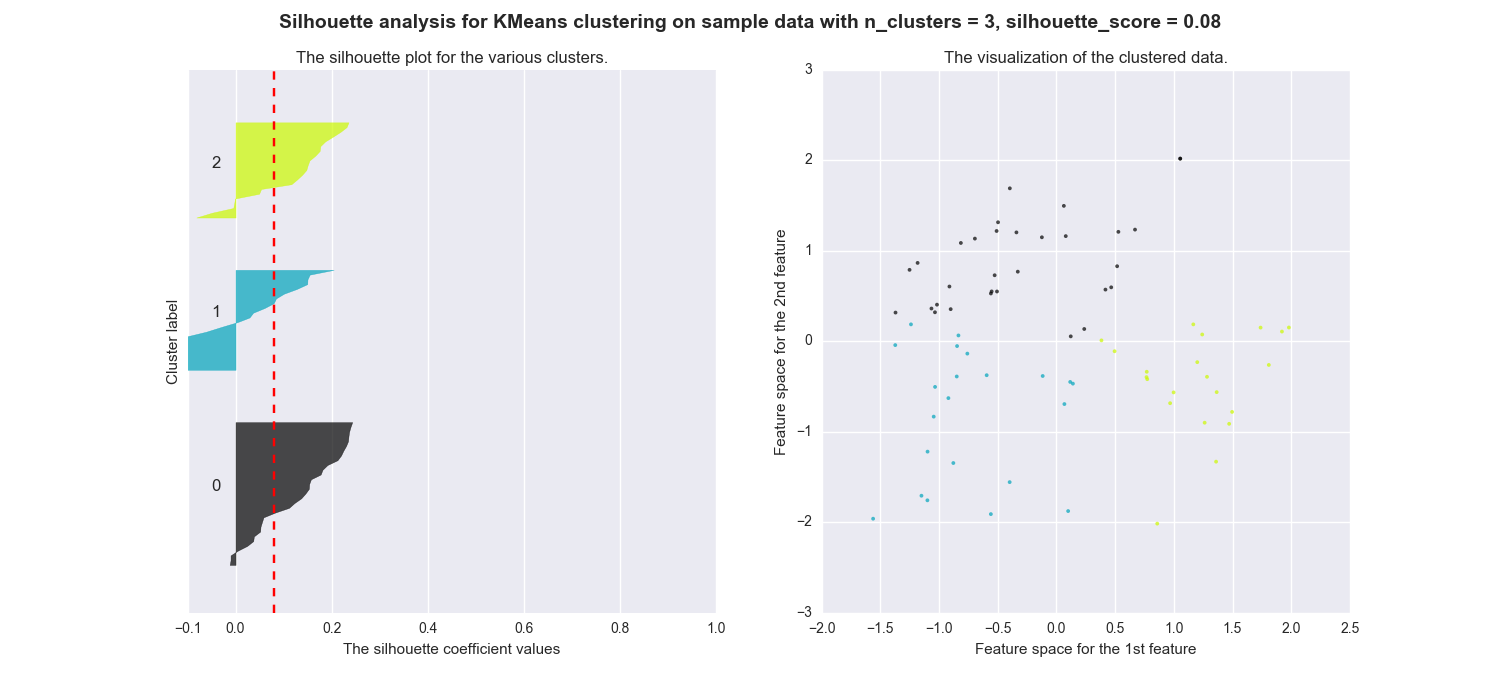 Silhouette analysis for KMeans clustering on sample data with n_clusters = 3, silhouette_score = 0.08
The silhouette plot for the various clusters.
2
1
0
Cluster label
−0.1 0.0 0.2 0.4 0.6 0.8 1.0
The silhouette coefficient values
The visualization of the clustered data.
3
2
1
0
−1
−2
−3
Feature space for the 2nd feature
−2.0 −1.5 −1.0 −0.5 0.0 0.5 1.0 1.5 2.0 2.5
Feature space for the 1st feature